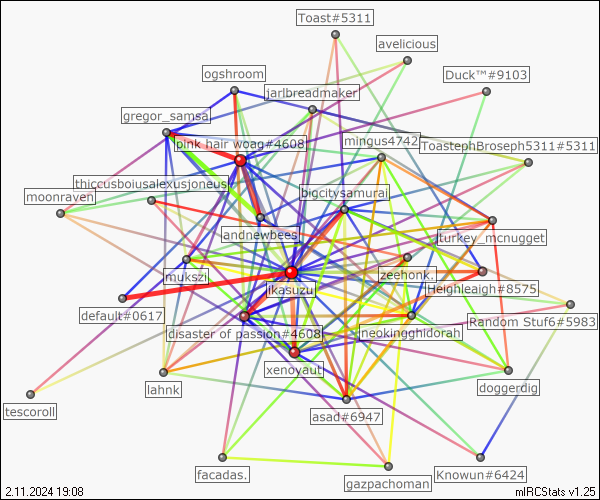 Toast#5311
avelicious
ogshroom
Duck™#9103
jarlbreadmaker
gregor_samsa
pink hair woag#4608
mingus4742
ToastephBroseph5311#5311
thiccusboiusalexusjoneus
bigcitysamurai
moonraven
andnewbees
turkey_mcnugget
mukszi
zeehonk.
jikasuzu
Heighleaigh#8575
default#0617
disaster of passion#4608
neokingghidorah
Random Stuf6#5983
xenoyaut
lahnk
doggerdig
tescoroll
asad#6947
facadas.
gazpachoman
Knowun#6424
2.11.2024 19:08
mIRCStats v1.25